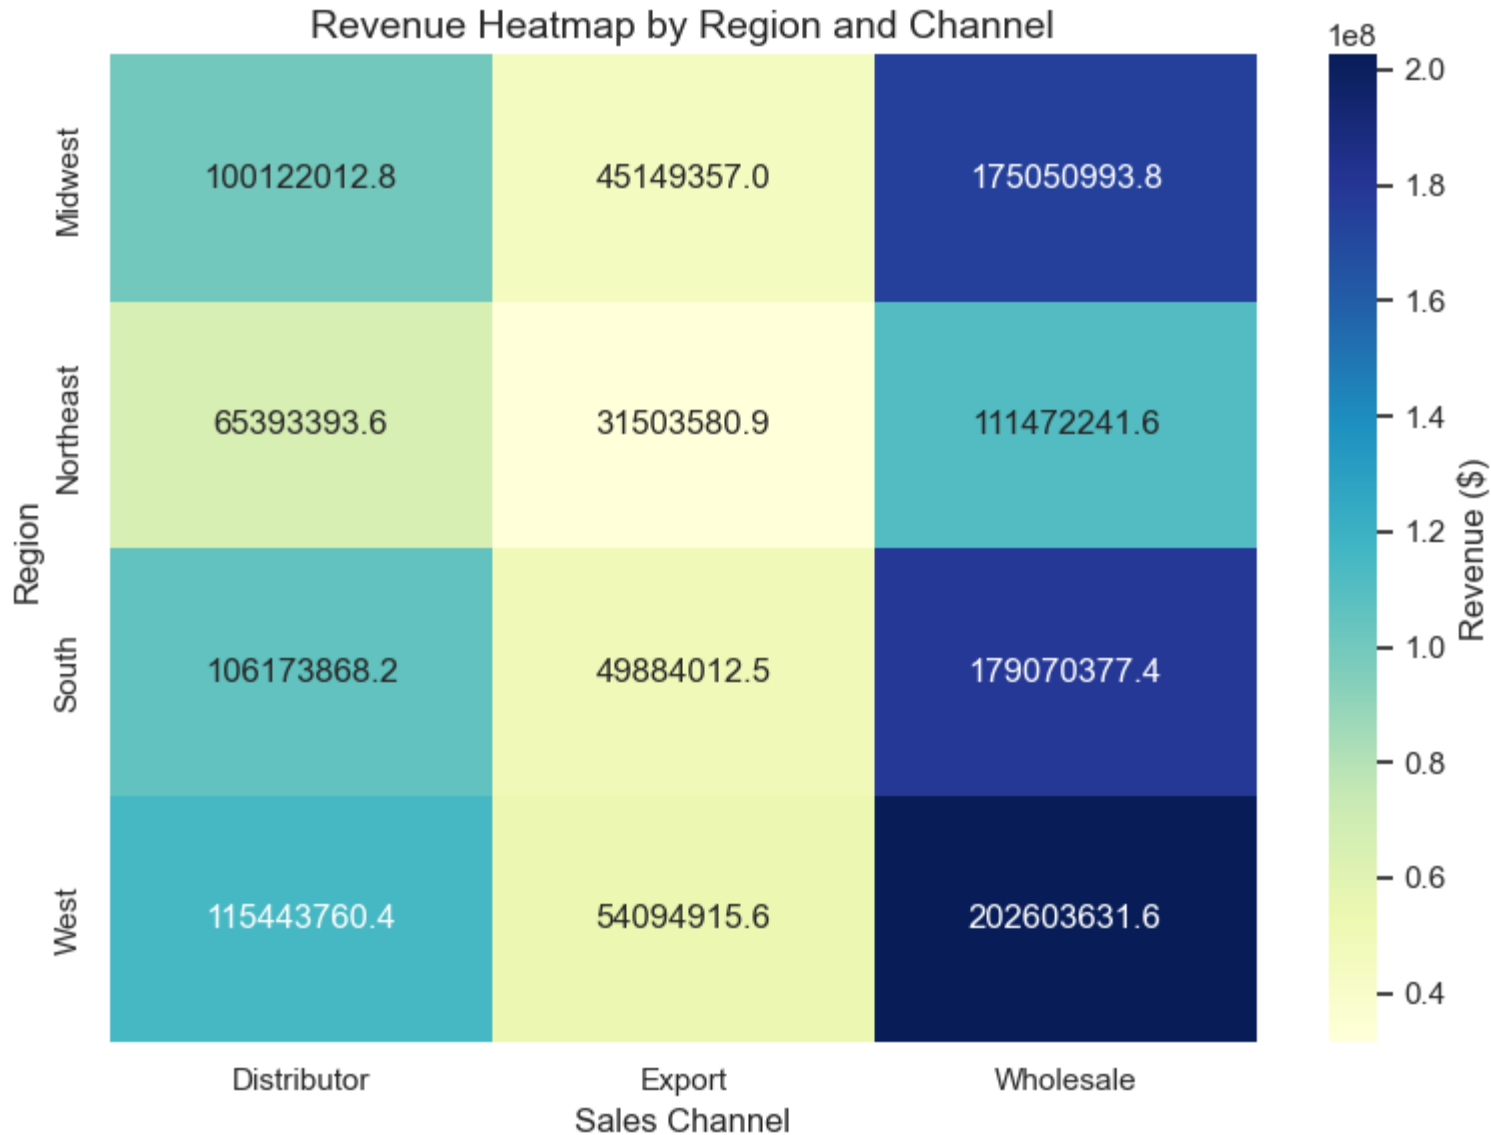 Revenue Heatmap by Region and Channel
1e8
Midwest 100122012.8 45149357.0 175050993.8
Northeast 65393393.6 31503580.9 111472241.6
South 106173868.2 49884012.5 179070377.4
West 115443760.4 54094915.6 202603631.6
Region
Distributor Export Wholesale
Sales Channel
2.0
1.8
1.6
1.4
1.2
1.0
0.8
0.6
0.4
Revenue ($)